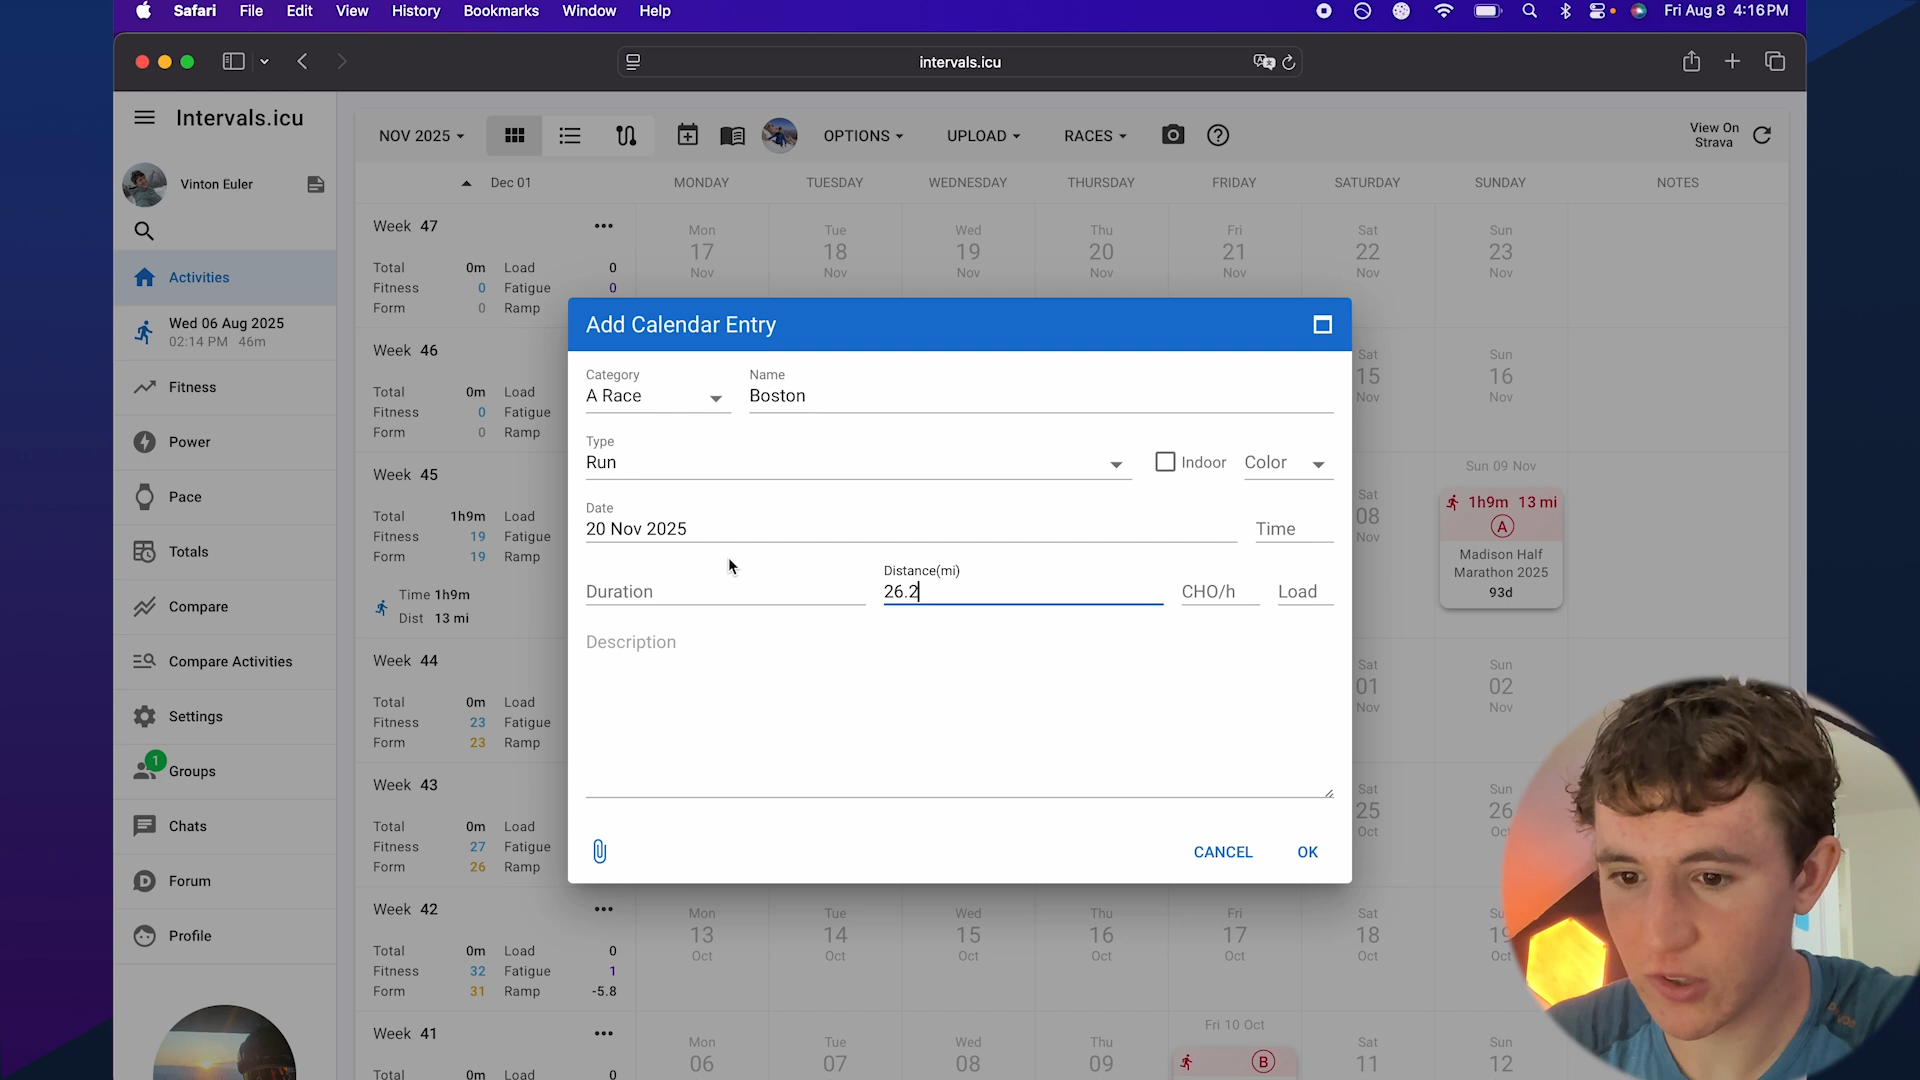 Safari File Edit View History Bookmarks Window Help Fri Aug 8 4:16 PM
intervals.icu
Intervals.icu
NOV 2025 OPTIONS UPLOAD RACES View On
Strava
Vinton Euler
Dec 01 MONDAY TUESDAY WEDNESDAY THURSDAY FRIDAY SATURDAY SUNDAY NOTES
Activities
Wed 06 Aug 2025
02:14 PM 46m
Fitness
Power
Pace
Totals
Compare
Compare Activities
Settings
1
Groups
Chats
Forum
Profile
Week 47
Total 0m Load 0
Fitness 0 Fatigue 0
Form 0 Ramp
Mon Tue Wed Thu Fri Sat Sun
17 18 19 20 21 22 23
Nov Nov Nov Nov Nov Nov Nov
Week 46
Total 0m Load
Fitness 0 Fatigue
Form 0 Ramp
Sat Sun
15 16
Nov Nov
Week 45
Total 1h9m Load
Fitness 19 Fatigue
Form 19 Ramp
Time 1h9m
Dist 13 mi
Sat
08
Nov
Sun 09 Nov
1h9m 13 mi
A
Madison Half
Marathon 2025
93d
Week 44
Total 0m Load
Fitness 23 Fatigue
Form 23 Ramp
Sat Sun
01 02
Nov Nov
Week 43
Total 0m Load
Fitness 27 Fatigue
Form 26 Ramp
Sat Sun
25 26
Oct
Add Calendar Entry
Category Name
A Race Boston
Type
Run Indoor Color
Date
20 Nov 2025 Time
Distance(mi)
Duration 26.2 CHO/h Load
Description
CANCEL OK
Week 42
Total 0m Load 0
Fitness 32 Fatigue 1
Form 31 Ramp -5.8
Mon Tue Wed Thu Fri Sat
13 14 15 16 17 18
Oct Oct Oct Oct Oct Oct
Week 41
Total 0m Load 0
Mon Tue Wed Thu Fri 10 Oct Sat Sun
06 07 08 09 B 11 12